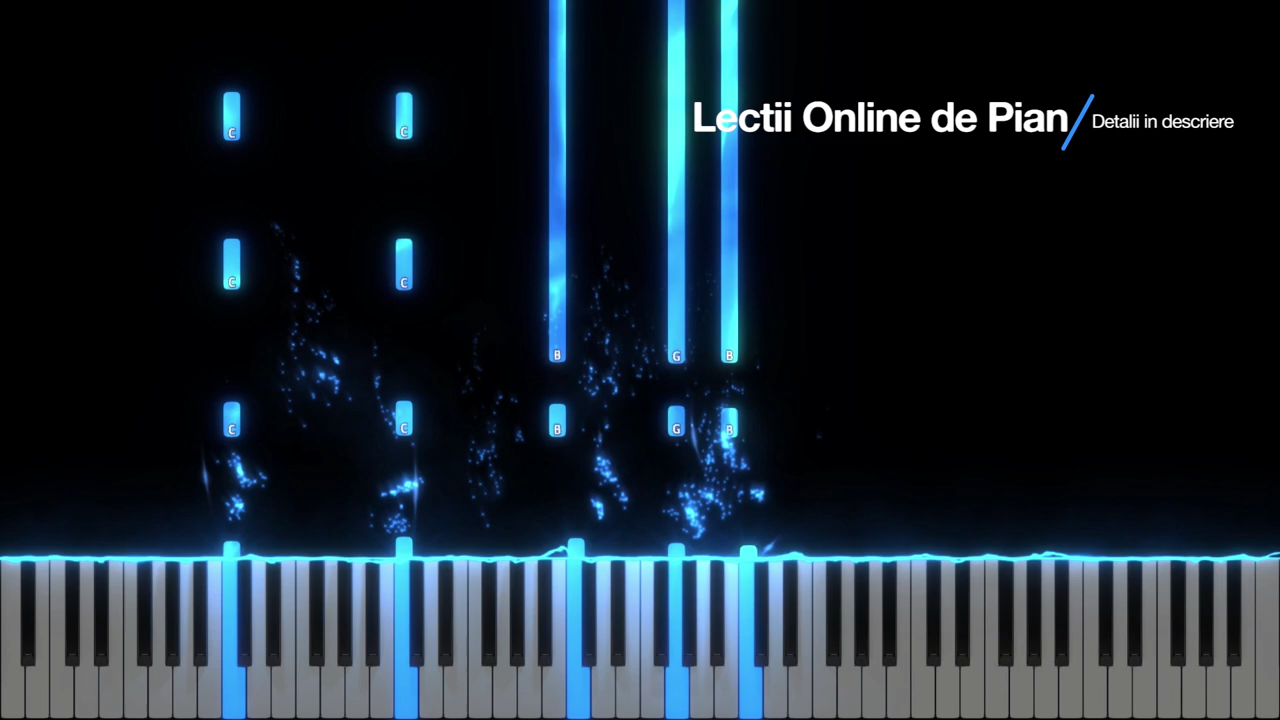 C C
Lectii Online de Pian
Detalii in descriere
C C
B G B
C C B G B